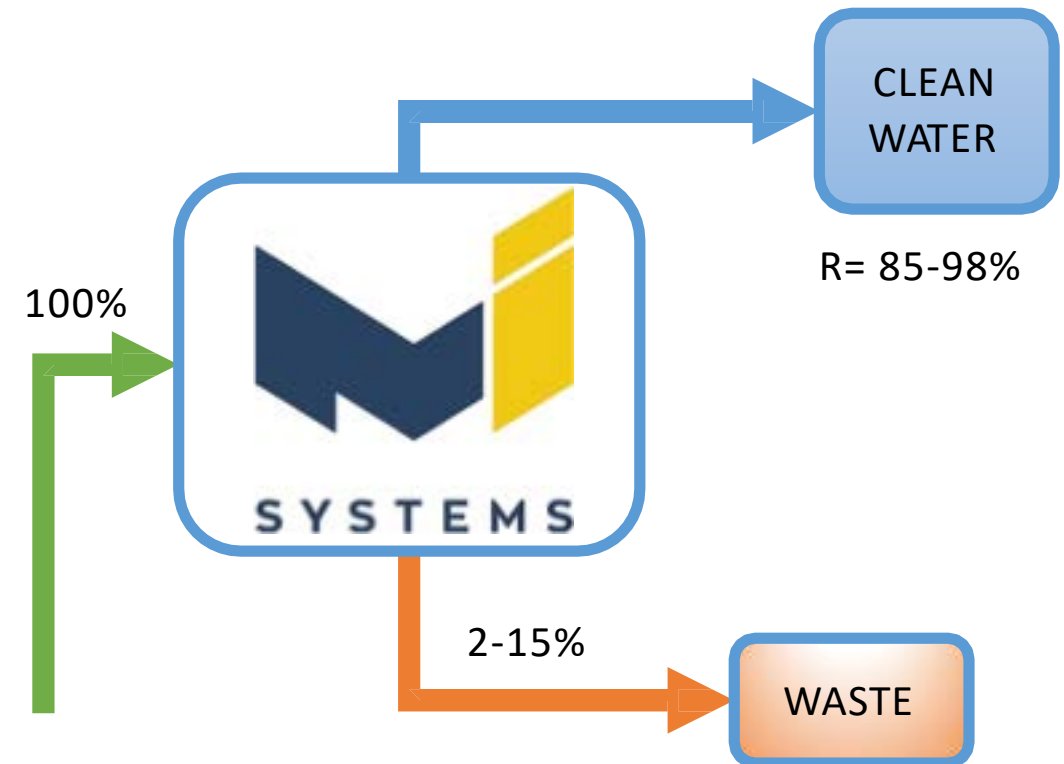 CLEAN
WATER
R= 85-98%
100%
SYSTEMS
2-15%
WASTE